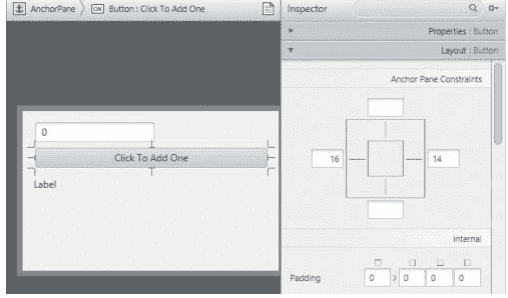 AnchorPane
ON Button : Click To Add One
Inspector
Properties : Button
Layout : Button
Anchor Pane Constraints
0
Click To Add One
Label
16
14
Internal
Padding
0
0
0
0